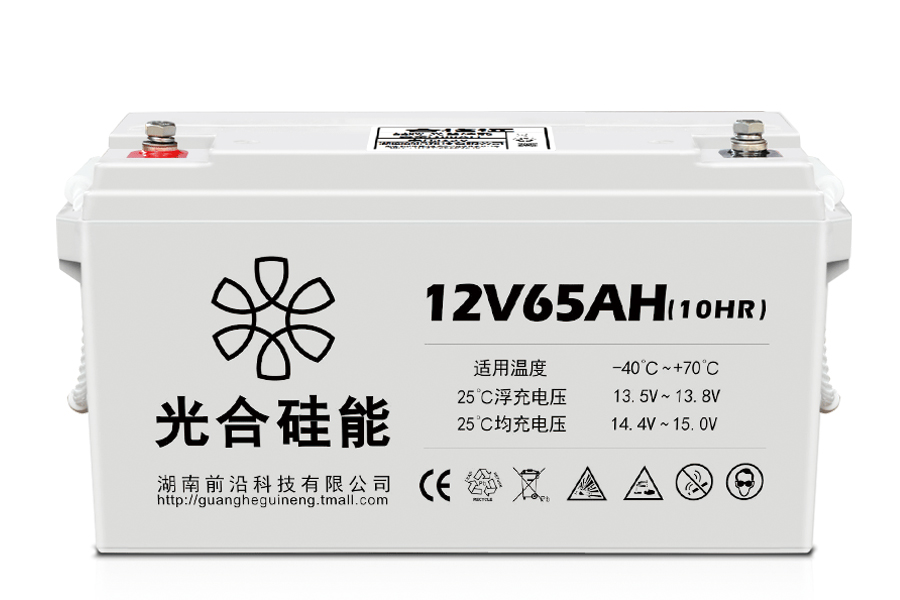 12V65AH(10HR)
适用温度 -40℃~+70℃
25℃浮充电压 13.5V~13.8V
25℃均充电压 14.4V~15.0V
光合硅能
湖南前沿科技有限公司
http://guangheguineng.tmall.com
CE
RECYCLE
Pb